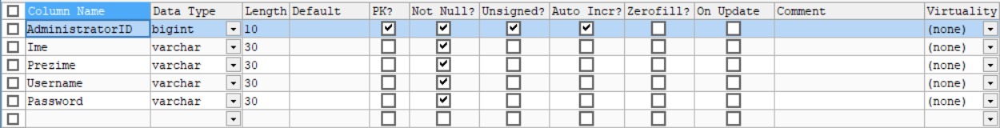 Column Name Data Type Length Default PK? Not Null? Unsigned? Auto Incr? Zerofill? On Update Comment Virtuality
AdministratorID bigint 10 (none)
Ime varchar 30 (none)
Prezime varchar 30 (none)
Username varchar 30 (none)
Password varchar 30 (none)